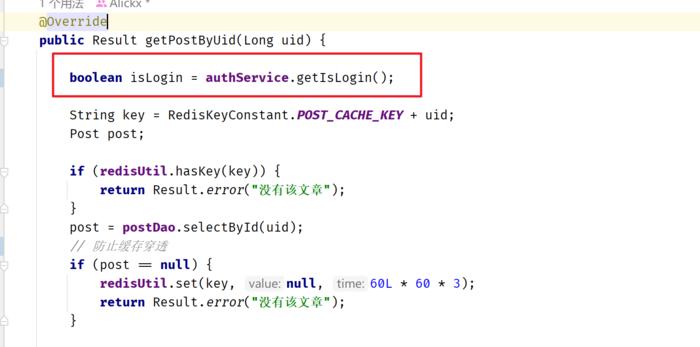 1个用法 Alickx *
@Override
public Result getPostByUid(Long uid) {
boolean isLogin = authService.getIsLogin();
String key = RedisKeyConstant.POST_CACHE_KEY + uid;
Post post;
if (redisUtil.hasKey(key)) {
return Result.error("没有该文章");
}
post = postDao.selectById(uid);
// 防止缓存穿透
if (post == null) {
redisUtil.set(key, value: null, time: 60L * 60 * 3);
return Result.error("没有该文章");
}